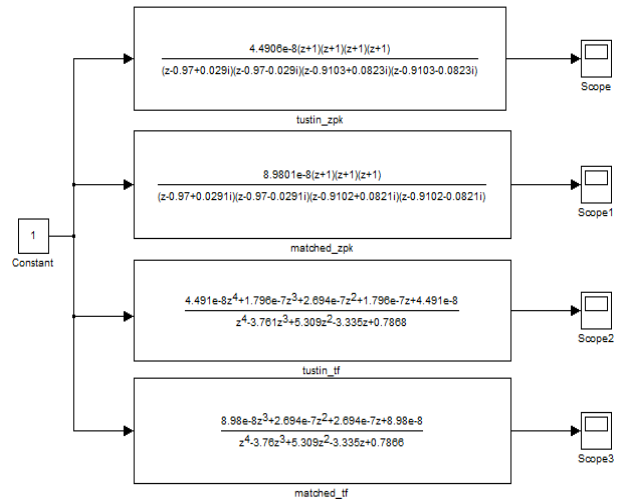 4.4906e-8(z+1)(z+1)(z+1)(z+1)
(z-0.97+0.029i)(z-0.97-0.029i)(z-0.9103+0.0823i)(z-0.9103-0.0823i)
tustin_zpk
Scope
8.9801e-8(z+1)(z+1)(z+1)
(z-0.97+0.0291i)(z-0.97-0.0291i)(z-0.9102+0.0821i)(z-0.9102-0.0821i)
matched_zpk
Scope1
1
Constant
4.491e-8z⁴+1.796e-7z³+2.694e-7z²+1.796e-7z+4.491e-8
z⁴-3.761z³+5.309z²-3.335z+0.7868
tustin_tf
Scope2
8.98e-8z³+2.694e-7z²+2.694e-7z+8.98e-8
z⁴-3.76z³+5.309z²-3.335z+0.7866
matched_tf
Scope3